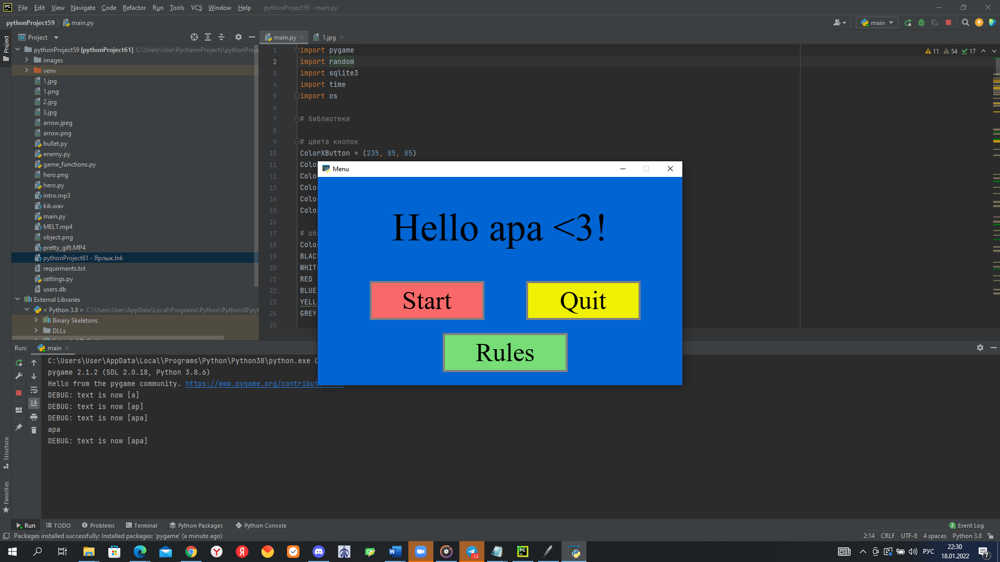 File Edit View Navigate Code Refactor Run Tools VCS Window Help pythonProject59 - main.py
pythonProject59 main.py main
Project
Project
main.py 1.jpg
pythonProject59 [pythonProject61] C:\Users\User\PycharmProjects\pythonProje
images
venv
1.jpg
1.png
2.jpg
3.jpg
arrow.jpeg
arrow.png
bullet.py
enemy.py
game_functions.py
hero.png
hero.py
intro.mp3
kik.wav
main.py
MELT.mp4
object.png
pretty_gift.MP4
pythonProject61 - Ярлык.lnk
requirments.txt
settings.py
users.db
External Libraries
< Python 3.8 > C:\Users\User\AppData\Local\Programs\Python\Python38\pyt
Binary Skeletons
DLLs
11 54 17
1 import pygame
2 import random
3 import sqlite3
4 import time
5 import os
6
7 # библиотеки
8
9 # цвета кнопок
10 ColorXButton = (235, 85, 85)
11 Colo
12 Colo
13 Colo
14 Colo
15 Colo
16
17 # об
18 Colo
19 BLAC
20 WHIT
21 RED
22 BLUE
23 YELL
24 GREY
25
Menu
Hello apa <3!
Start
Quit
Rules
Run: main
C:\Users\User\AppData\Local\Programs\Python\Python38\python.exe C
pygame 2.1.2 (SDL 2.0.18, Python 3.8.6)
Hello from the pygame community. https://www.pygame.org/contribut
DEBUG: text is now [a]
DEBUG: text is now [ap]
DEBUG: text is now [apa]
apa
DEBUG: text is now [apa]
Structure
Favorites
Run TODO Problems Terminal Python Packages Python Console 2 Event Log
Packages installed successfully: Installed packages: 'pygame' (a minute ago) 2:14 CRLF UTF-8 4 spaces Python 3.8
РУС 22:30
18.01.2022
7